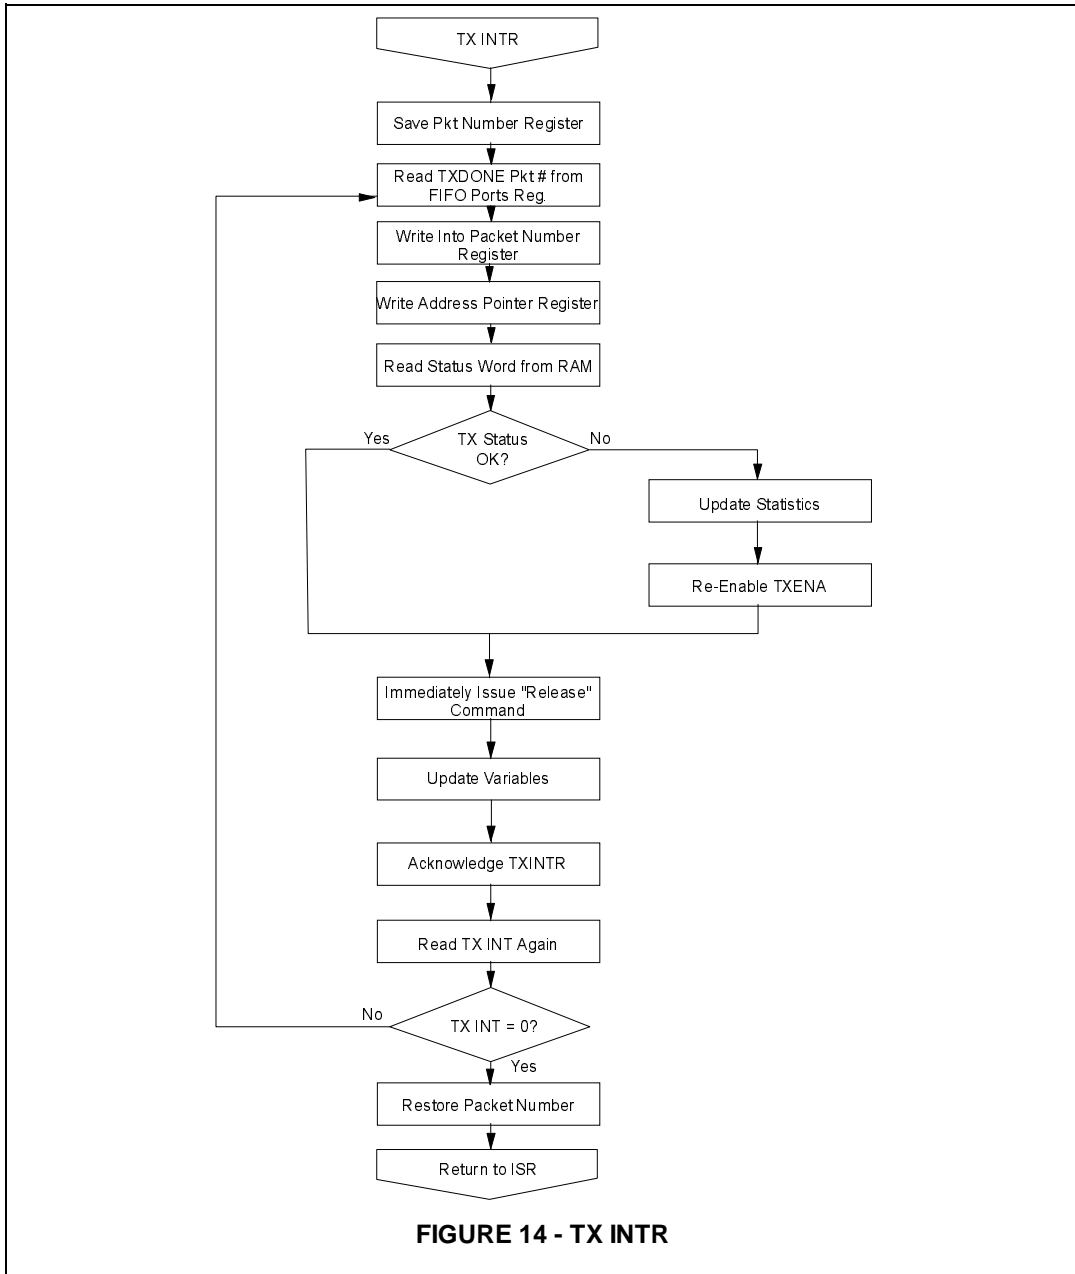 TX INTR
Save Pkt Number Register
Read TXDONE Pkt # from
FIFO Ports Reg.
Write Into Packet Number
Register
Write Address Pointer Register
Read Status Word from RAM
Yes
TX Status
OK?
No
Update Statistics
Re-Enable TXENA
Immediately Issue "Release"
Command
Update Variables
Acknowledge TXINTR
Read TX INT Again
No
TX INT = 0?
Yes
Restore Packet Number
Return to ISR
FIGURE 14 - TX INTR